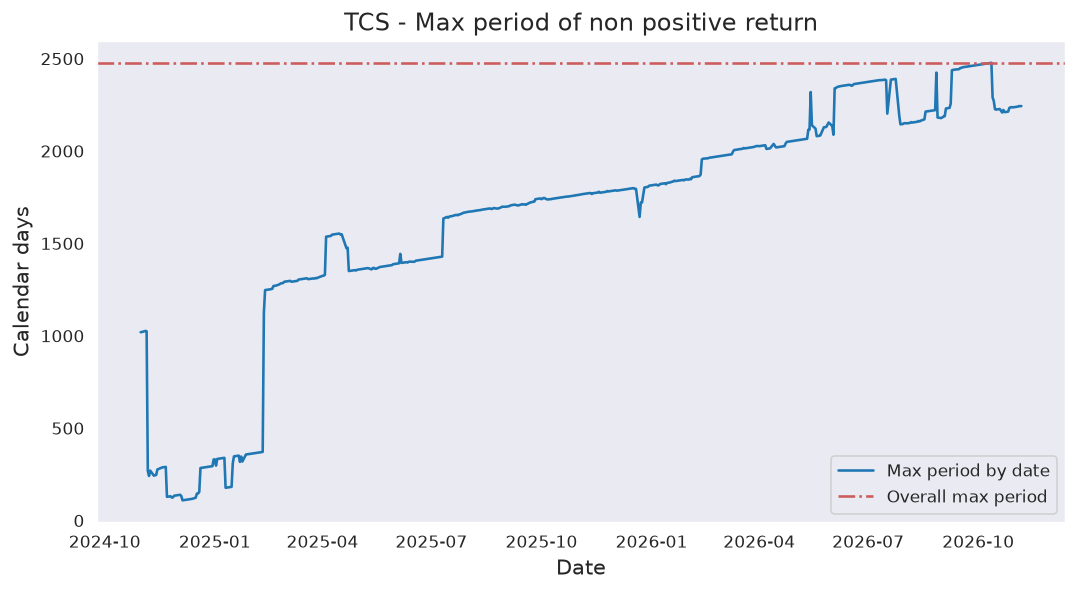 TCS - Max period of non positive return
Calendar days
2500
2000
1500
1000
500
0
2024-10 2025-01 2025-04 2025-07 2025-10 2026-01 2026-04 2026-07 2026-10
Date
Max period by date
Overall max period